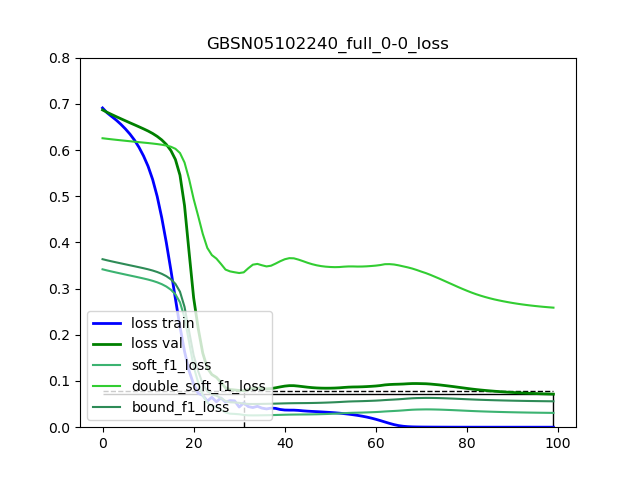 GBSN05102240_full_0-0_loss
0.8
0.7
0.6
0.5
0.4
0.3
0.2
0.1
0.0
loss train
loss val
soft_f1_loss
double_soft_f1_loss
bound_f1_loss
0 20 40 60 80 100